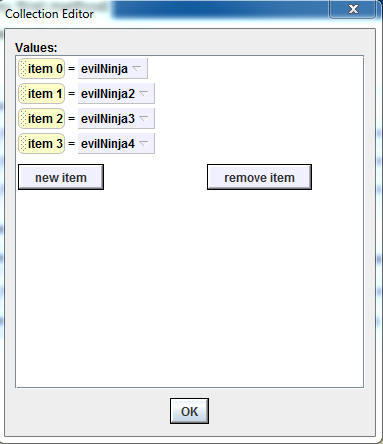 Collection Editor
Values:
item 0 = evilNinja
item 1 = evilNinja2
item 2 = evilNinja3
item 3 = evilNinja4
new item remove item
OK